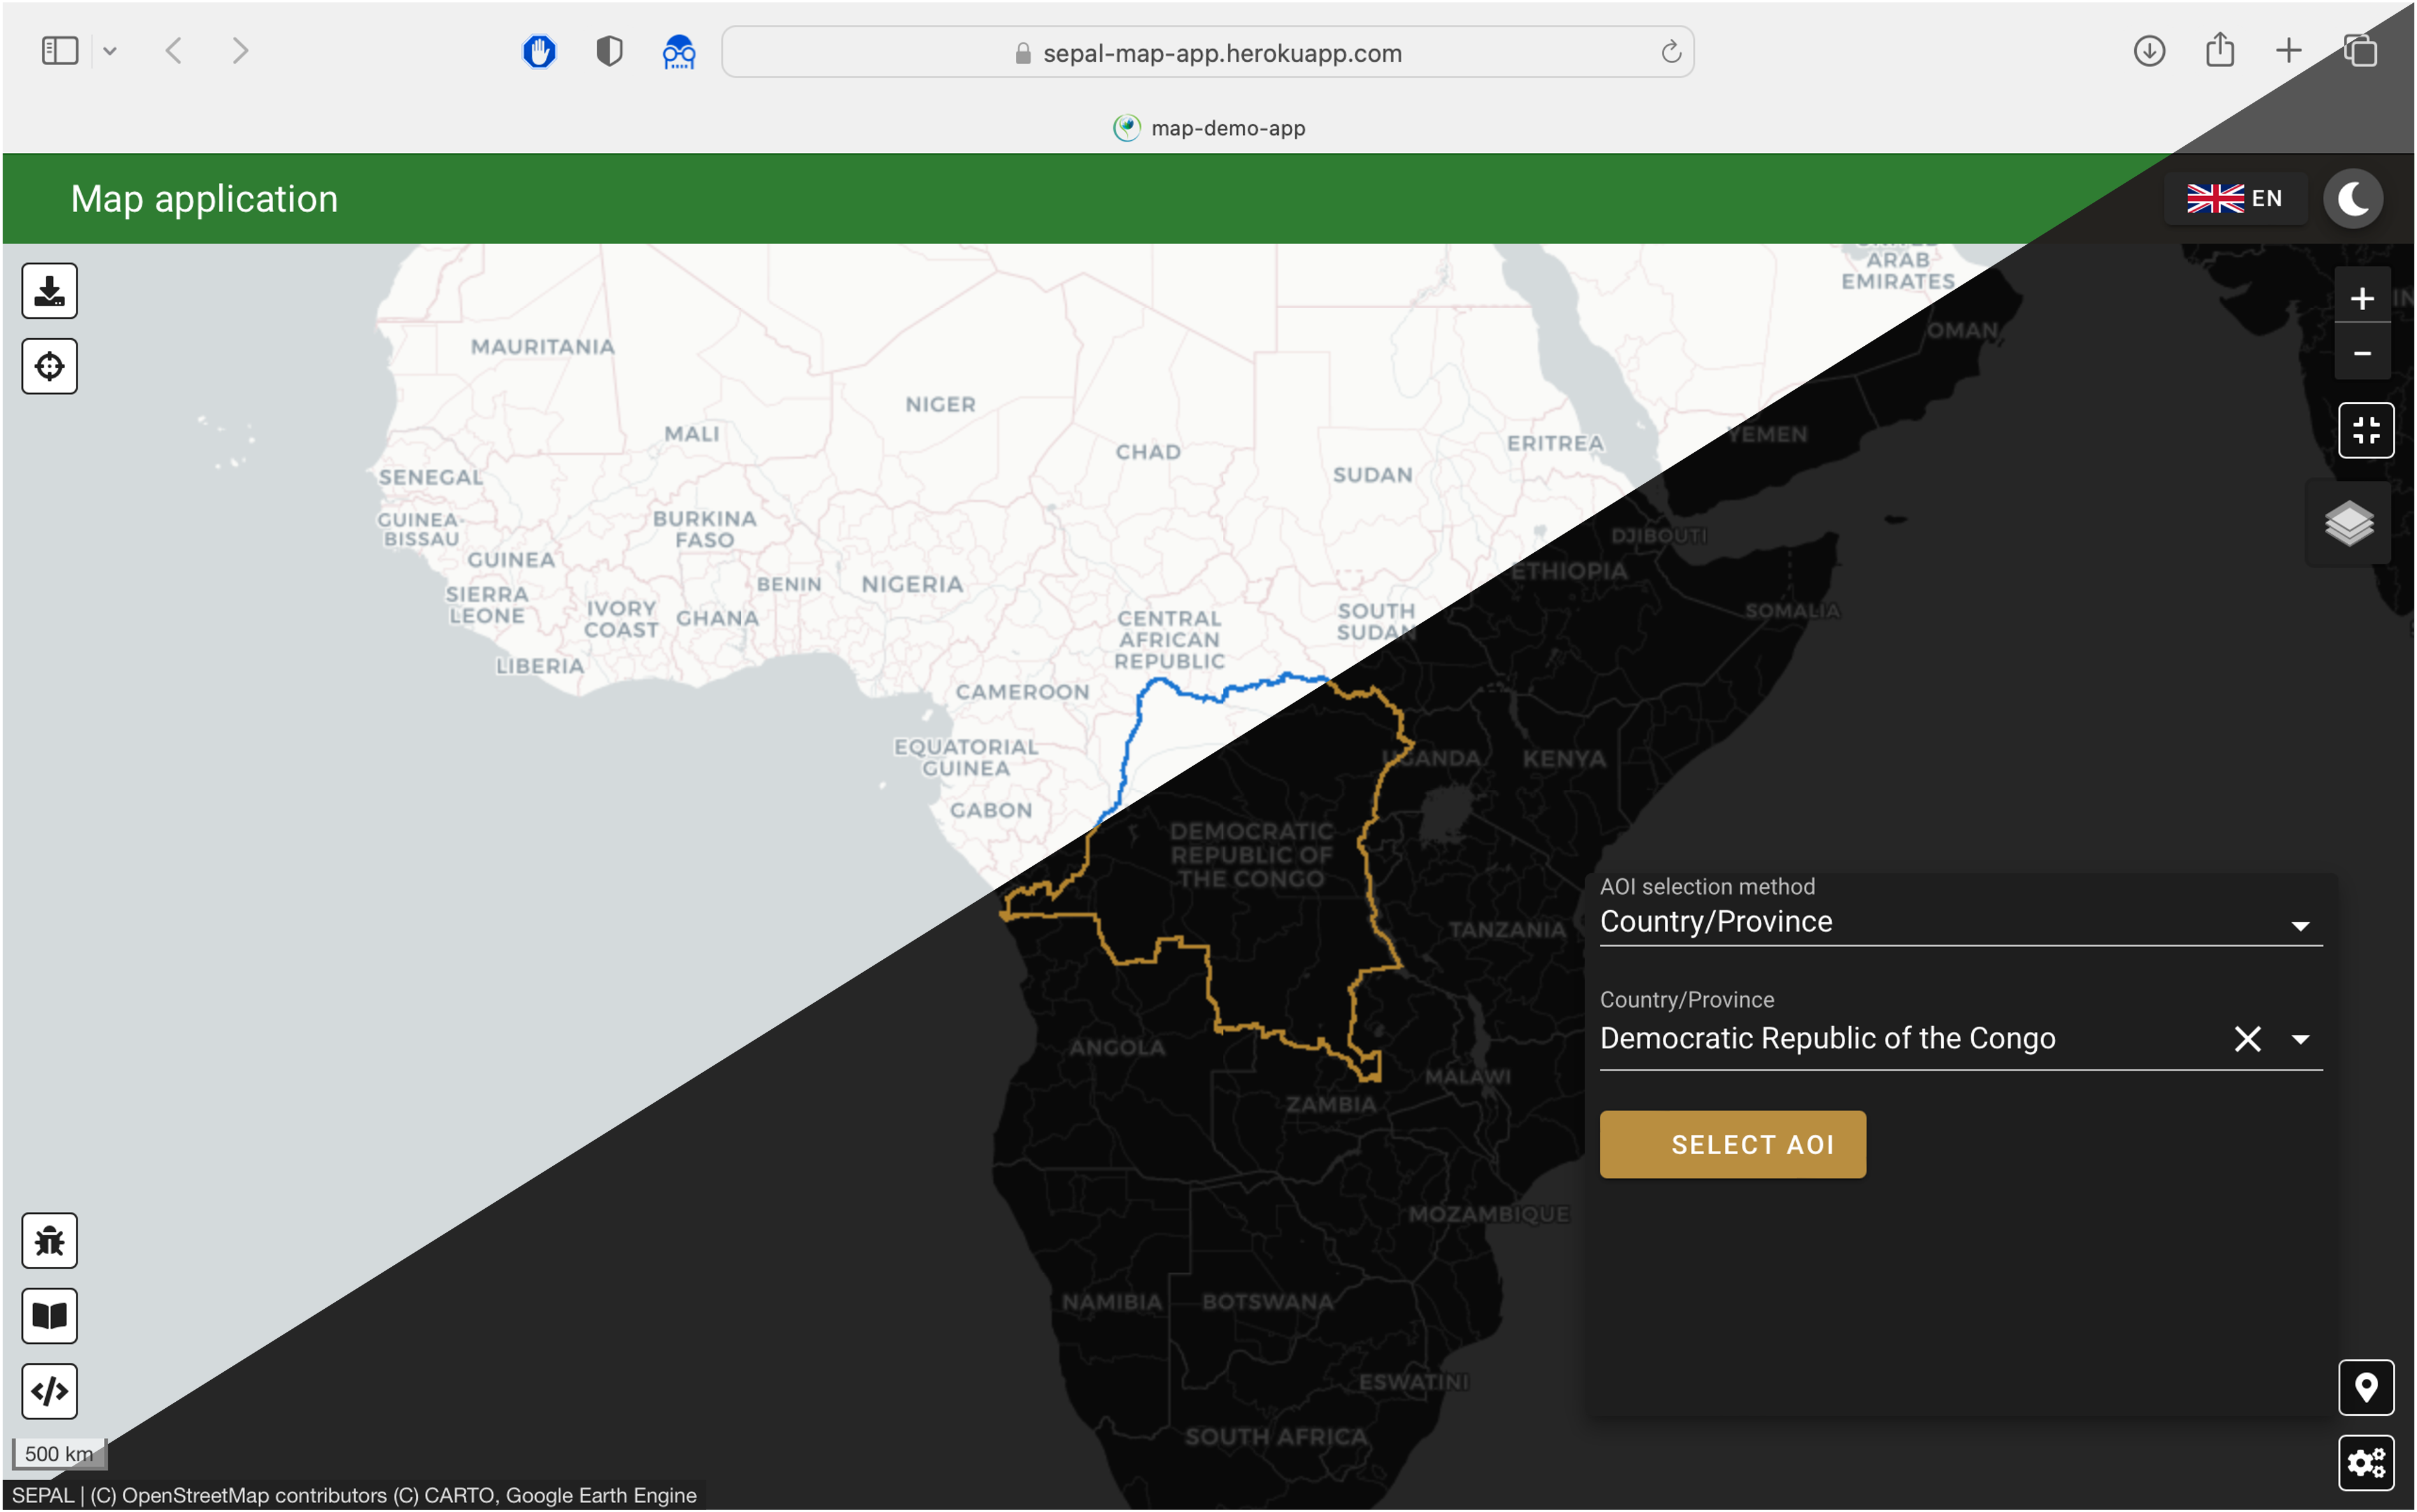 sepal-map-app.herokuapp.com
map-demo-app
Map application
EN
ARAB
EMIRATES
OMAN
MAURITANIA
NIGER
MALI
CHAD
ERITREA
YEMEN
SENEGAL
SUDAN
GUINEA-
BISSAU
BURKINA
FASO
DJIBOUTI
GUINEA
ETHIOPIA
BENIN
NIGERIA
SIERRA
LEONE
IVORY
COAST
GHANA
CENTRAL
AFRICAN
REPUBLIC
SOUTH
SUDAN
SOMALIA
LIBERIA
CAMEROON
EQUATORIAL
GUINEA
UGANDA
KENYA
GABON
DEMOCRATIC
REPUBLIC OF
THE CONGO
TANZANIA
AOI selection method
Country/Province
Country/Province
Democratic Republic of the Congo
SELECT AOI
ANGOLA
MALAWI
ZAMBIA
MOZAMBIQUE
NAMIBIA
BOTSWANA
ESWATINI
SOUTH AFRICA
500 km
SEPAL | (C) OpenStreetMap contributors (C) CARTO, Google Earth Engine